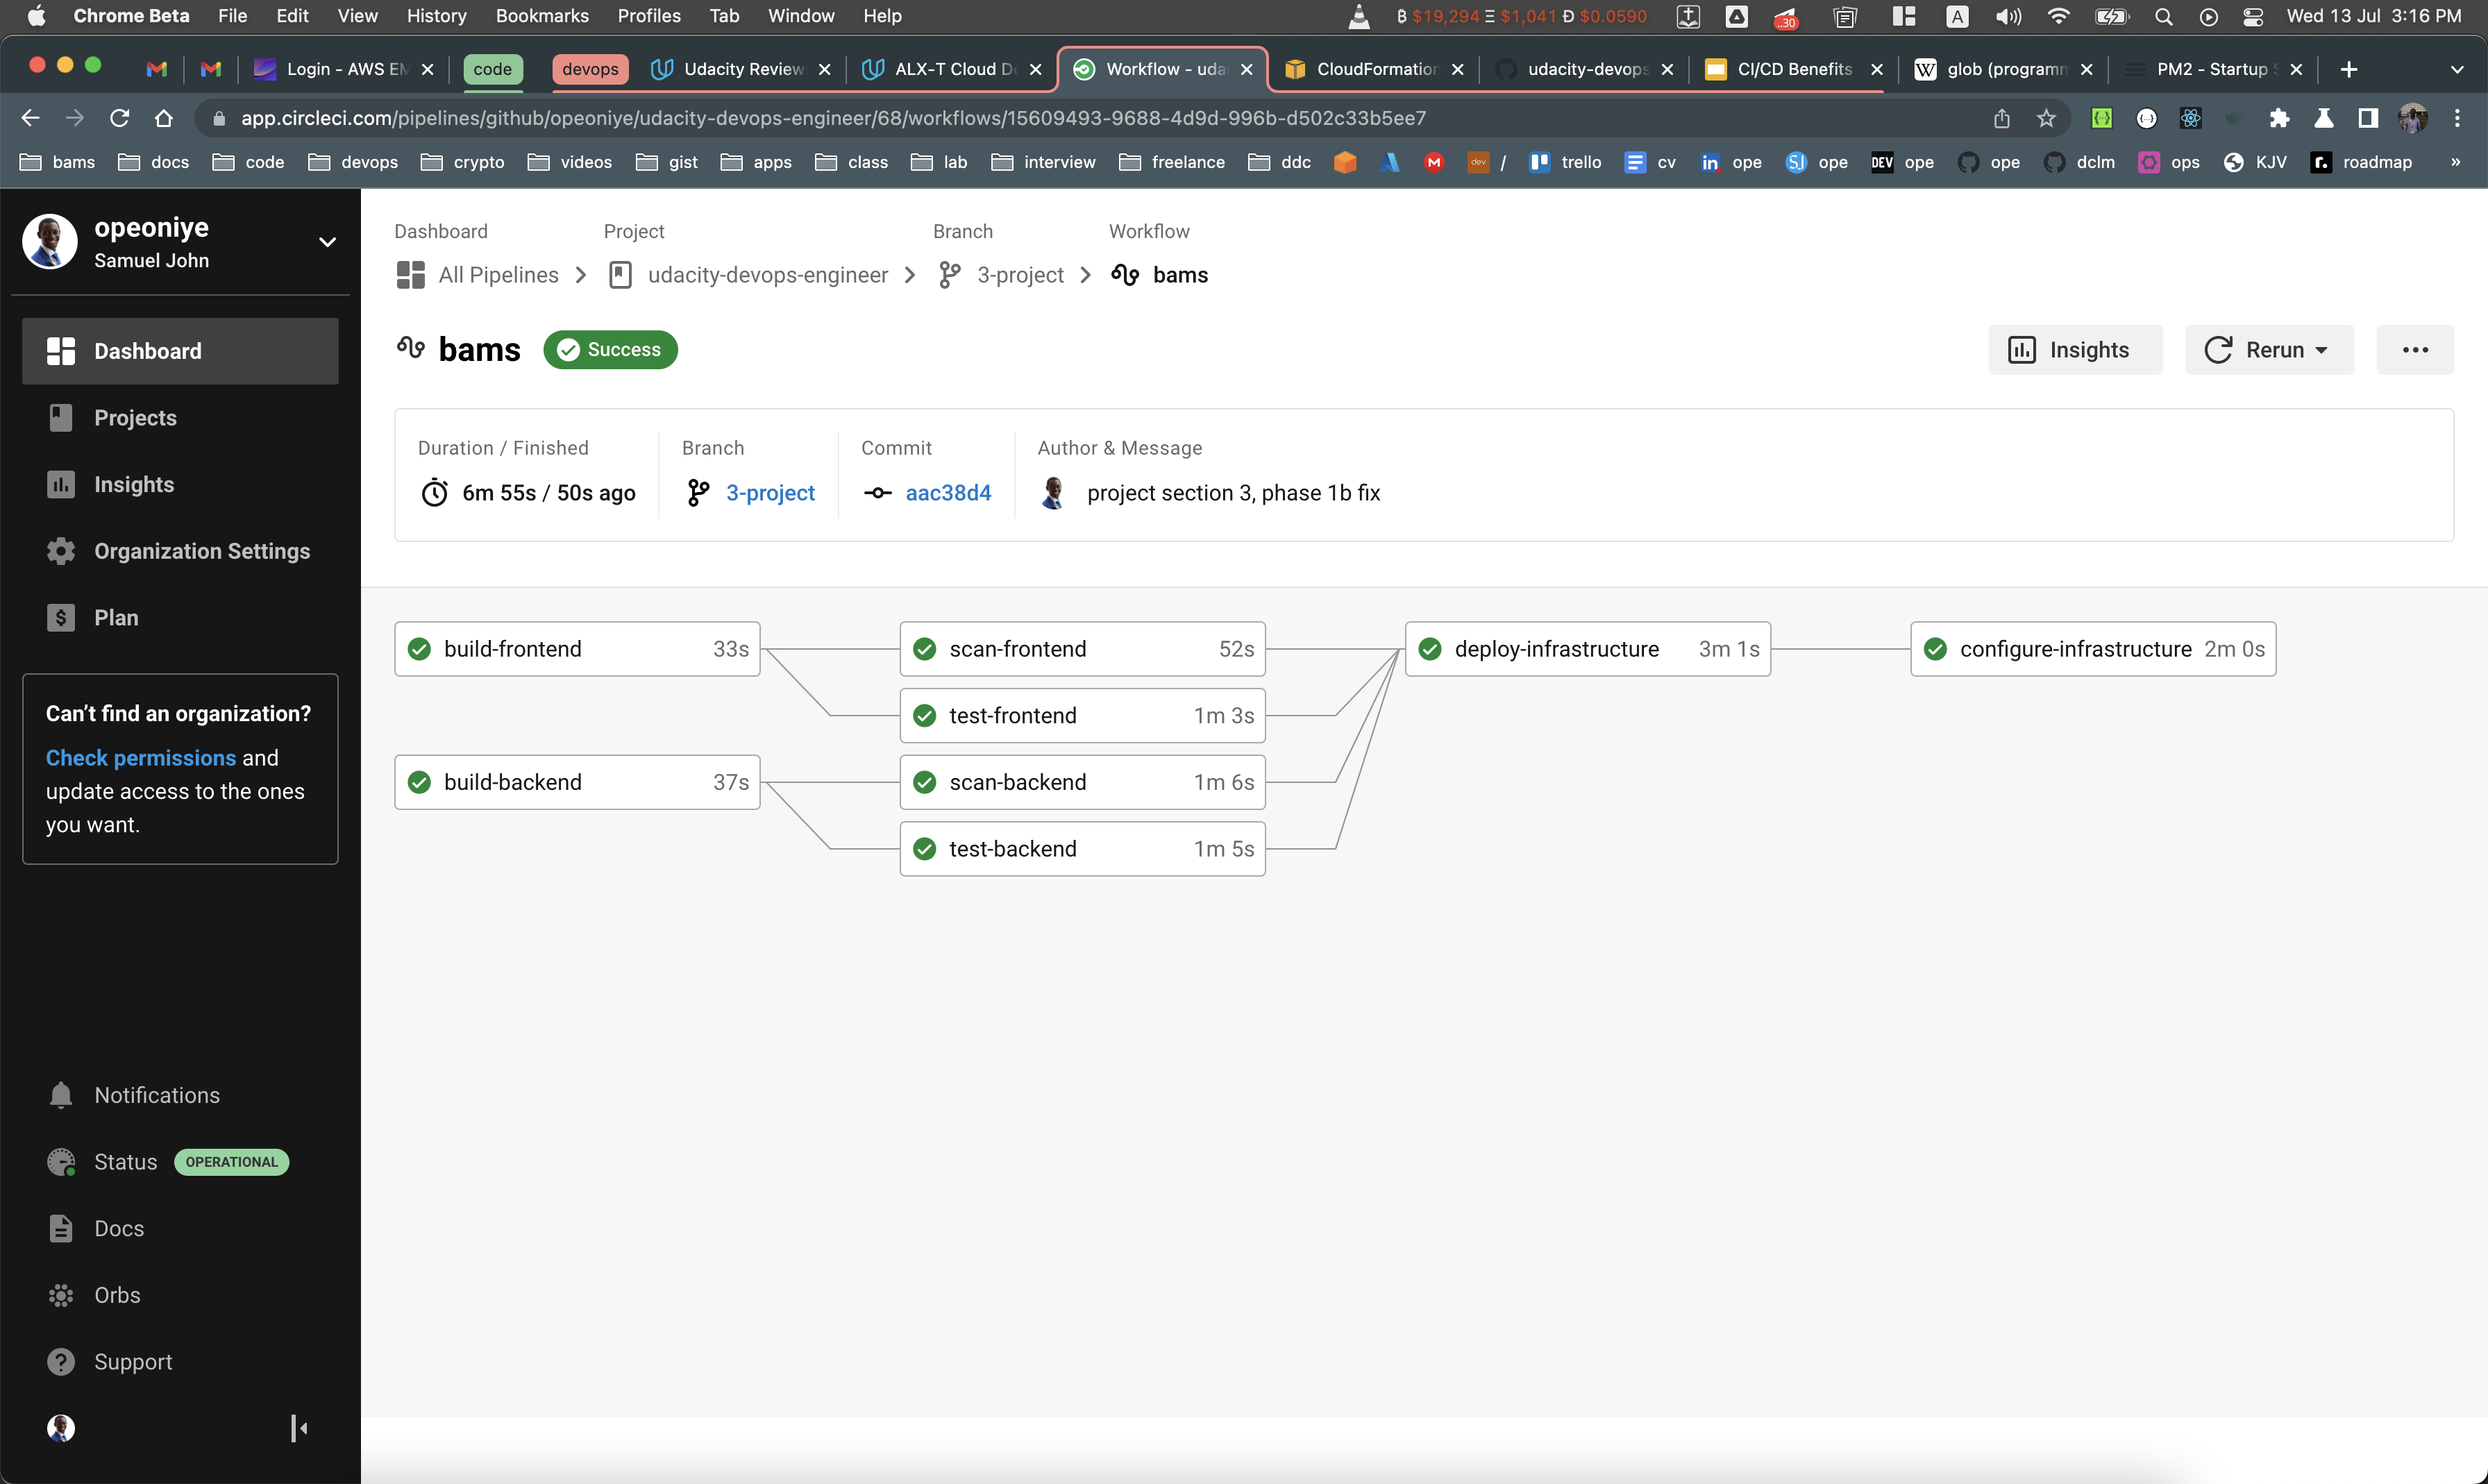 Chrome Beta File Edit View History Bookmarks Profiles Tab Window Help ₿ $19,294 Ξ $1,041 Ð $0.0590 ..30 A Wed 13 Jul 3:16 PM
Login - AWS EM code devops Udacity Review ALX-T Cloud De Workflow - uda CloudFormation udacity-devops CI/CD Benefits W glob (programm PM2 - Startup S
app.circleci.com/pipelines/github/opeoniye/udacity-devops-engineer/68/workflows/15609493-9688-4d9d-996b-d502c33b5ee7
bams docs code devops crypto videos gist apps class lab interview freelance ddc M dev / trello cv in ope SJ ope DEV ope ope dclm ops KJV r. roadmap »
opeoniye
Samuel John
Dashboard
Projects
Insights
Organization Settings
Plan
Can't find an organization?
Check permissions and
update access to the ones
you want.
Notifications
Status OPERATIONAL
Docs
Orbs
Support
Dashboard Project Branch Workflow
All Pipelines udacity-devops-engineer 3-project bams
bams Success Insights Rerun
Duration / Finished Branch Commit Author & Message
6m 55s / 50s ago 3-project aac38d4 project section 3, phase 1b fix
build-frontend 33s scan-frontend 52s deploy-infrastructure 3m 1s configure-infrastructure 2m 0s
test-frontend 1m 3s
build-backend 37s scan-backend 1m 6s
test-backend 1m 5s